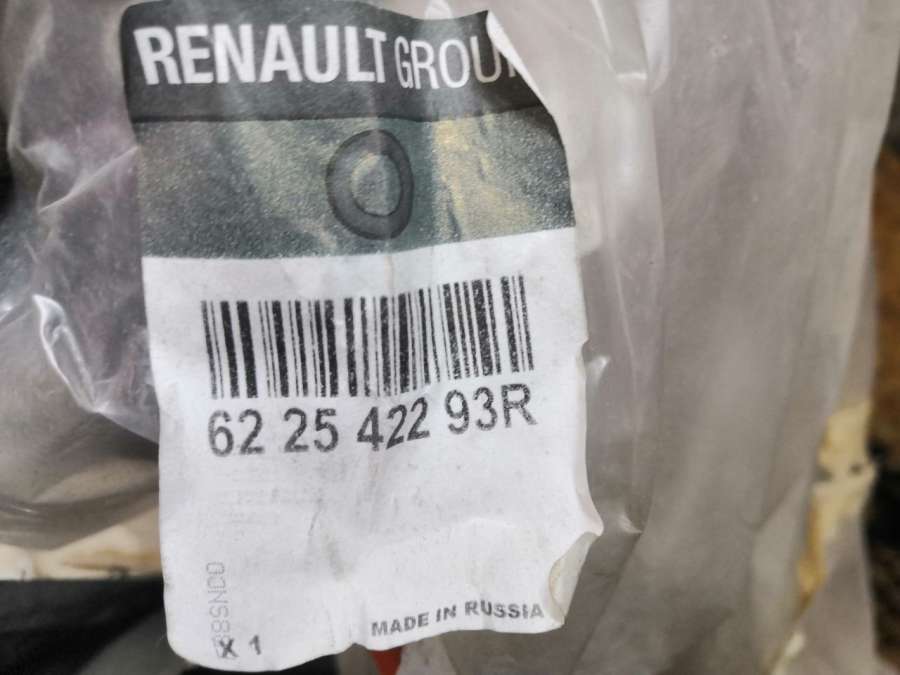 RENAULT GROU
62 25 422 93R
X 1
MADE IN RUSSIA